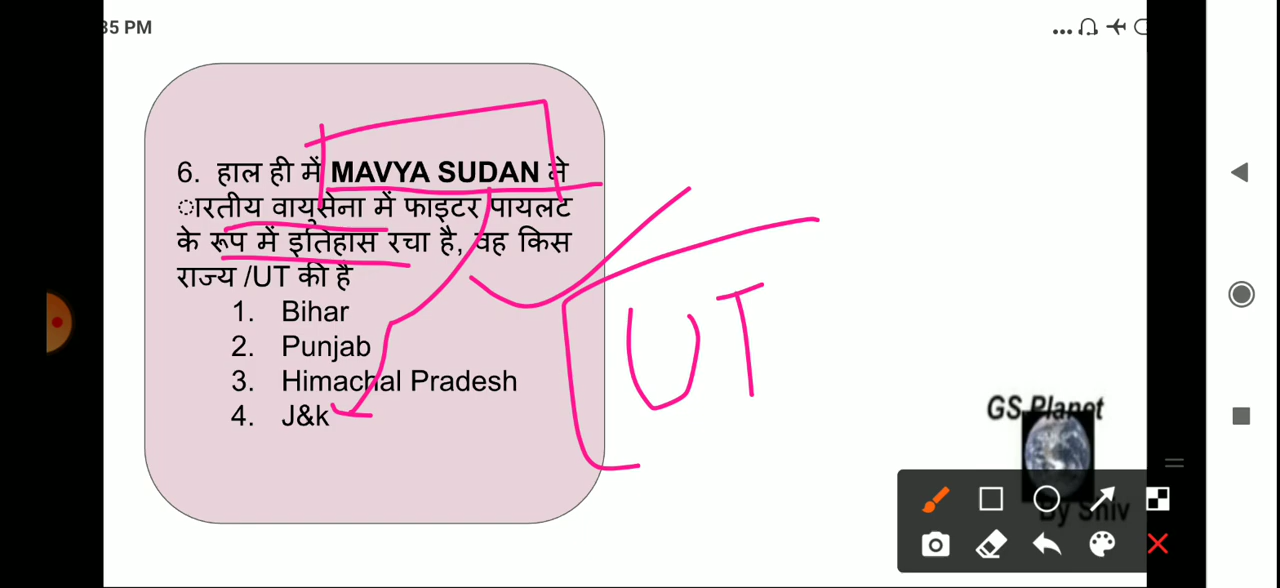 35 PM
6. हाल ही में MAVYA SUDAN ने
ारतीय वायुसेना में फाइटर पायलट
के रूप में इतिहास रचा है, वह किस
राज्य /UT की है
1. Bihar
2. Punjab
3. Himachal Pradesh
4. J&k
UT
GS Planet
By Shiv